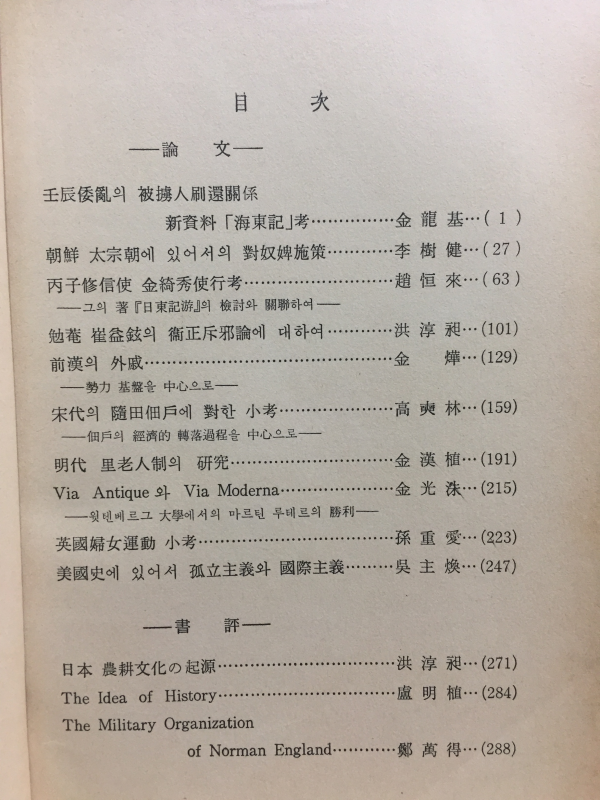 目 次
——論 文——
壬辰倭亂의 被擄人刷還關係
新資料「海東記」考……………金龍基…( 1 )
朝鮮 太宗朝에 있어서의 對奴婢施策……………李樹健…(27)
丙子修信使 金綺秀使行考……………趙恒來…(63)
——그의 著『日東記游』의 檢討와 關聯하여——
勉菴 崔益鉉의 衞正斥邪論에 대하여……………洪淳昶…(101)
前漢의 外戚……………金 燁…(129)
——勢力 基盤을 中心으로——
宋代의 隨田佃戶에 對한 小考……………高奭林…(159)
——佃戶의 經濟的 轉落過程을 中心으로——
明代 里老人制의 硏究……………金漢植…(191)
Via Antique와 Via Moderna……………金光洙…(215)
——윗텐베르그 大學에서의 마르틴 루테르의 勝利——
英國婦女運動 小考……………孫重愛…(223)
美國史에 있어서 孤立主義와 國際主義………吳主煥…(247)
——書 評——
日本 農耕文化の起源……………洪淳昶…(271)
The Idea of History……………盧明植…(284)
The Military Organization
of Norman England…………鄭萬得…(288)